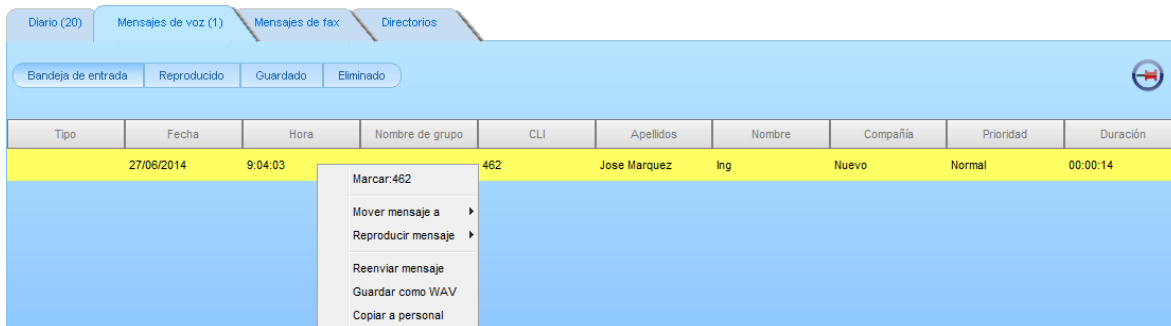 Diario (20) Mensajes de voz (1) Mensajes de fax Directorios
Bandeja de entrada Reproducido Guardado Eliminado
Tipo Fecha Hora Nombre de grupo CLI Apellidos Nombre Compañía Prioridad Duración
27/06/2014 9:04:03 462 Jose Marquez Ing Nuevo Normal 00:00:14
Marcar:462
Mover mensaje a
Reproducir mensaje
Reenviar mensaje
Guardar como WAV
Copiar a personal